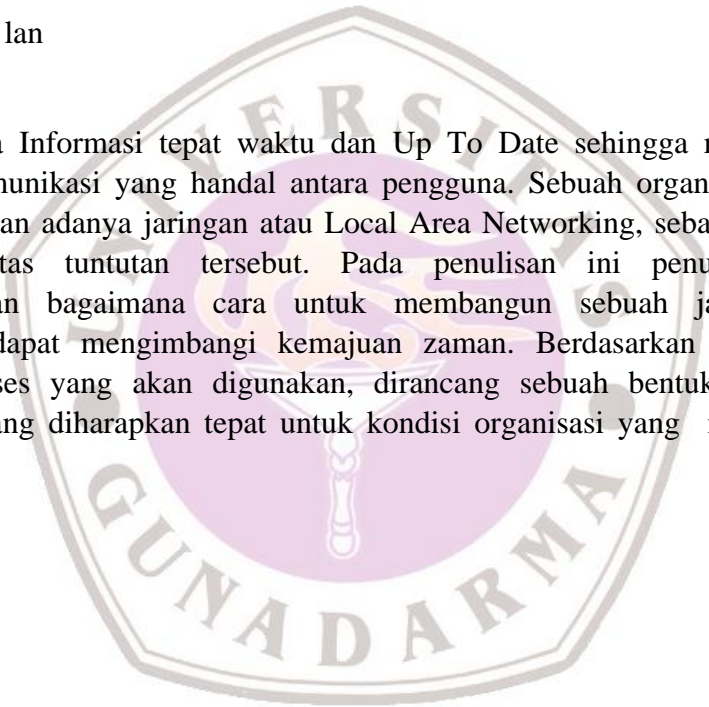 lan
Informasi tepat waktu dan Up To Date sehingga
munikasi yang handal antara pengguna. Sebuah organ
an adanya jaringan atau Local Area Networking, seba
tas tuntutan tersebut. Pada penulisan ini penu
an bagaimana cara untuk membangun sebuah ja
dapat mengimbangi kemajuan zaman. Berdasarkan
ses yang akan digunakan, dirancang sebuah bentuk
ang diharapkan tepat untuk kondisi organisasi yang
UNIVERSITAS
GUNADARMA